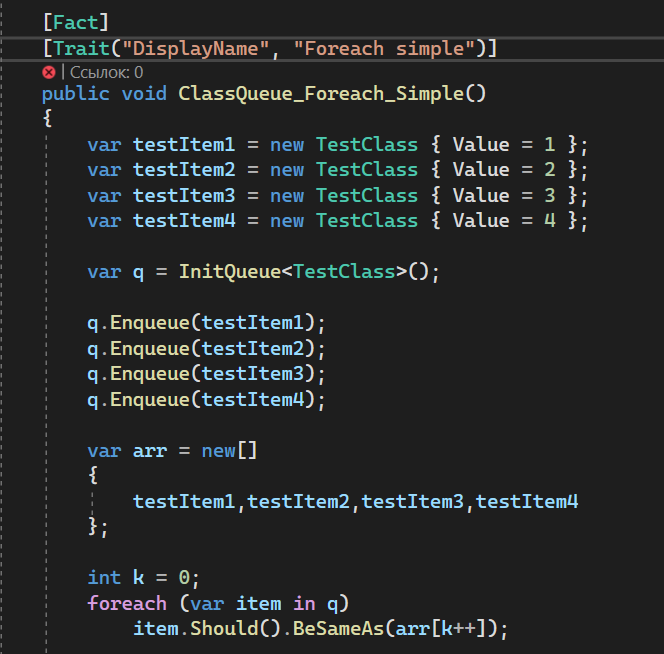 [Fact]
[Trait("DisplayName", "Foreach simple")]
| Ссылок: 0
public void ClassQueue_Foreach_Simple()
{
var testItem1 = new TestClass { Value = 1 };
var testItem2 = new TestClass { Value = 2 };
var testItem3 = new TestClass { Value = 3 };
var testItem4 = new TestClass { Value = 4 };
var q = InitQueue<TestClass>();
q.Enqueue(testItem1);
q.Enqueue(testItem2);
q.Enqueue(testItem3);
q.Enqueue(testItem4);
var arr = new[]
{
testItem1,testItem2,testItem3,testItem4
};
int k = 0;
foreach (var item in q)
item.Should().BeSameAs(arr[k++]);